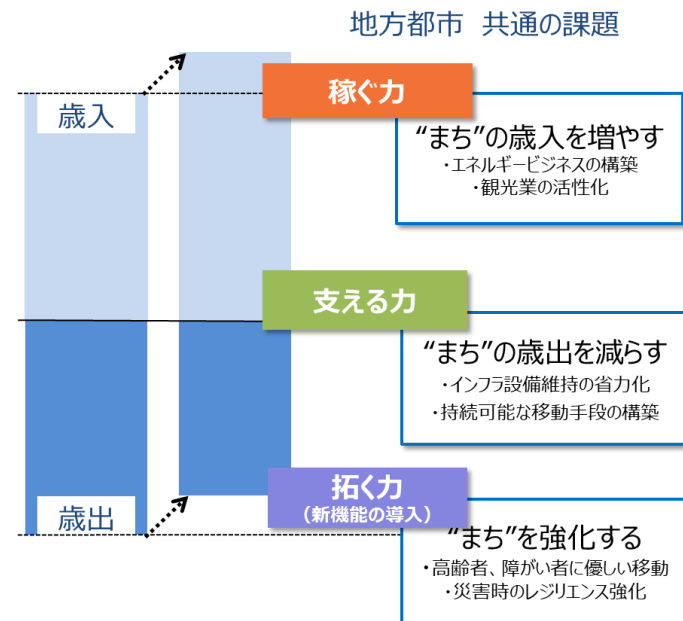 地方都市 共通の課題
歳入
稼ぐ力
“まち”の歳入を増やす
・エネルギービジネスの構築
・観光業の活性化
支える力
“まち”の歳出を減らす
・インフラ設備維持の省力化
・持続可能な移動手段の構築
歳出
拓く力
（新機能の導入）
“まち”を強化する
・高齢者、障がい者に優しい移動
・災害時のレジリエンス強化